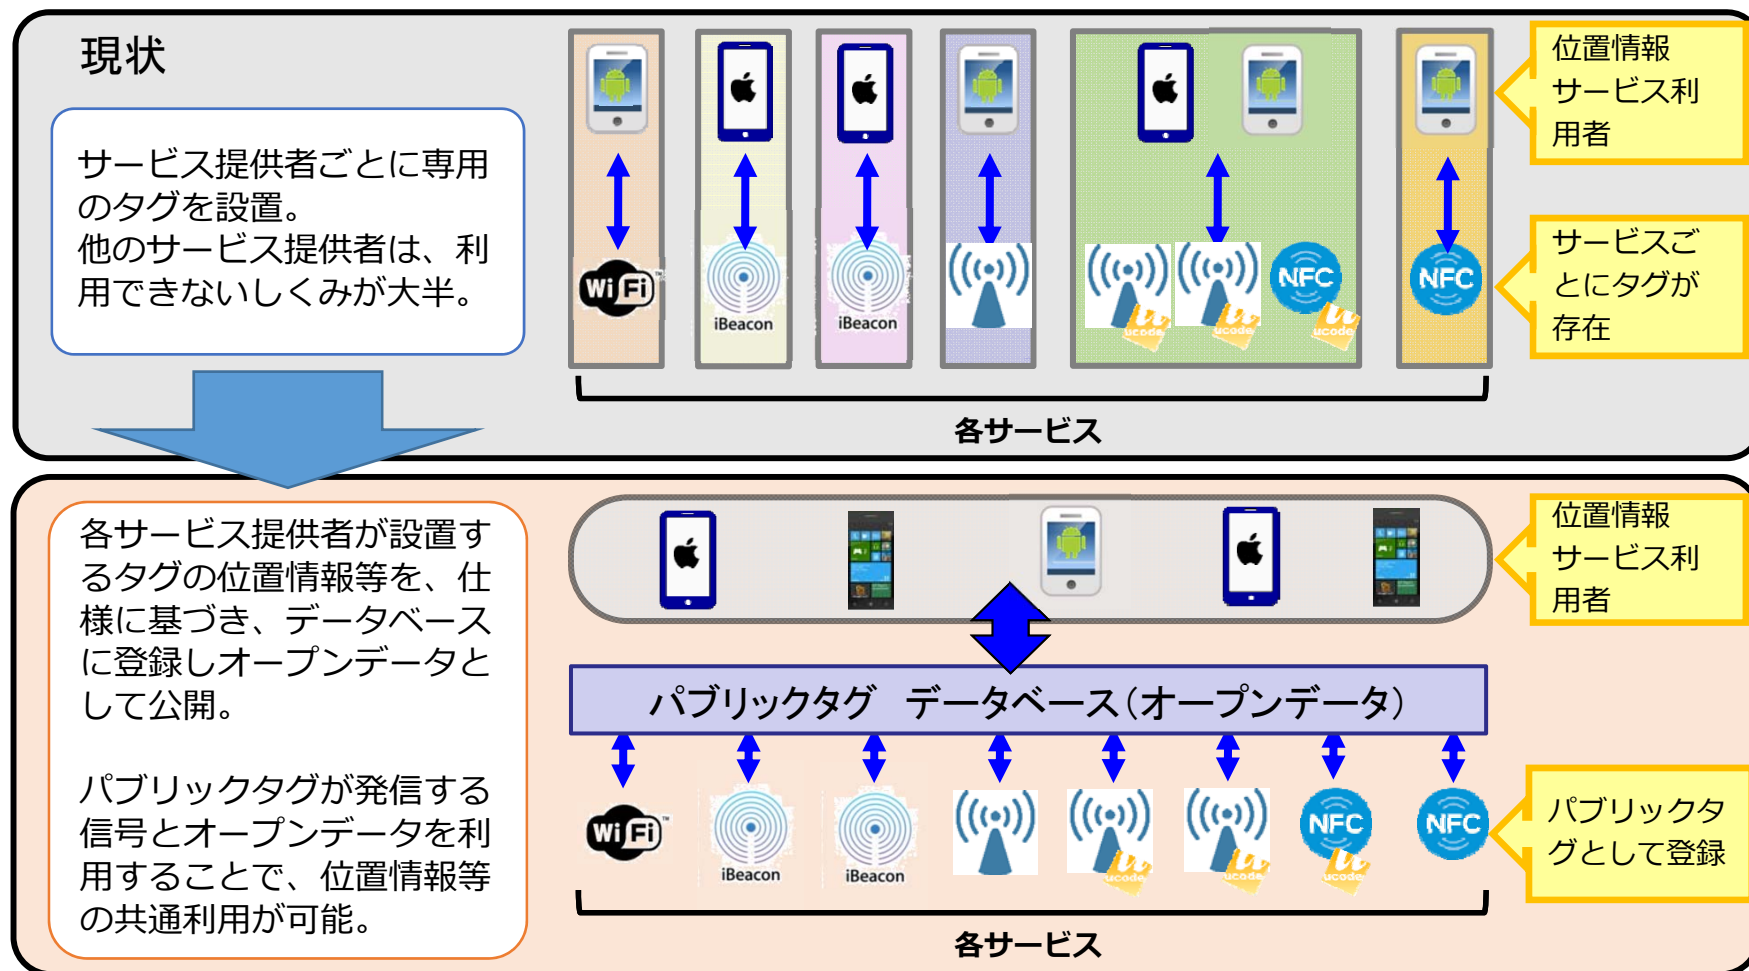 現状
サービス提供者ごとに専用
のタグを設置。
他のサービス提供者は、利
用できないしくみが大半。
位置情報
サービス利
用者
サービスご
とにタグが
存在
Wi Fi™
iBeacon
iBeacon
ucode
ucode
NFC
ucode
NFC
各サービス
各サービス提供者が設置す
るタグの位置情報等を、仕
様に基づき、データベース
に登録しオープンデータと
して公開。
パブリックタグが発信する
信号とオープンデータを利
用することで、位置情報等
の共通利用が可能。
位置情報
サービス利
用者
パブリックタグ　データベース（オープンデータ）
Wi Fi™
iBeacon
iBeacon
ucode
ucode
NFC
ucode
NFC
パブリックタ
グとして登録
各サービス